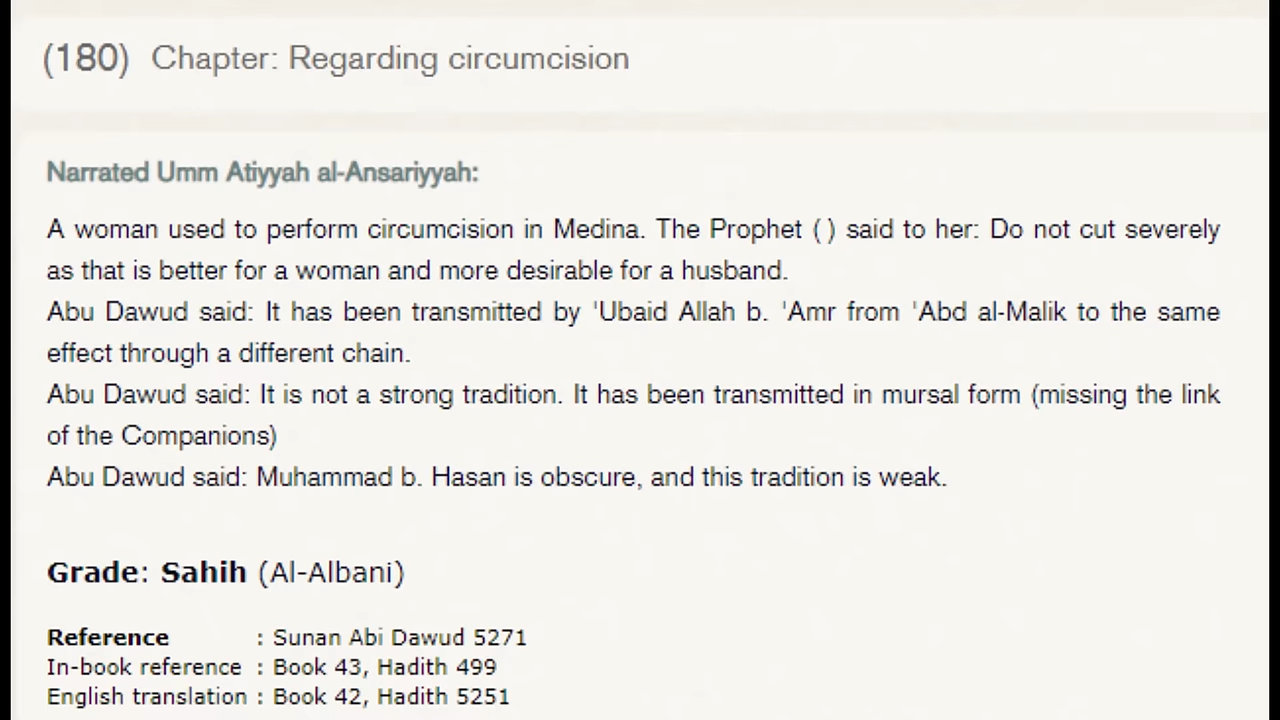 (180) Chapter: Regarding circumcision
Narrated Umm Atiyyah al-Ansariyyah:
A woman used to perform circumcision in Medina. The Prophet ( ) said to her: Do not cut severely
as that is better for a woman and more desirable for a husband.
Abu Dawud said: It has been transmitted by 'Ubaid Allah b. 'Amr from 'Abd al-Malik to the same
effect through a different chain.
Abu Dawud said: It is not a strong tradition. It has been transmitted in mursal form (missing the link
of the Companions)
Abu Dawud said: Muhammad b. Hasan is obscure, and this tradition is weak.
Grade: Sahih (Al-Albani)
Reference : Sunan Abi Dawud 5271
In-book reference : Book 43, Hadith 499
English translation : Book 42, Hadith 5251